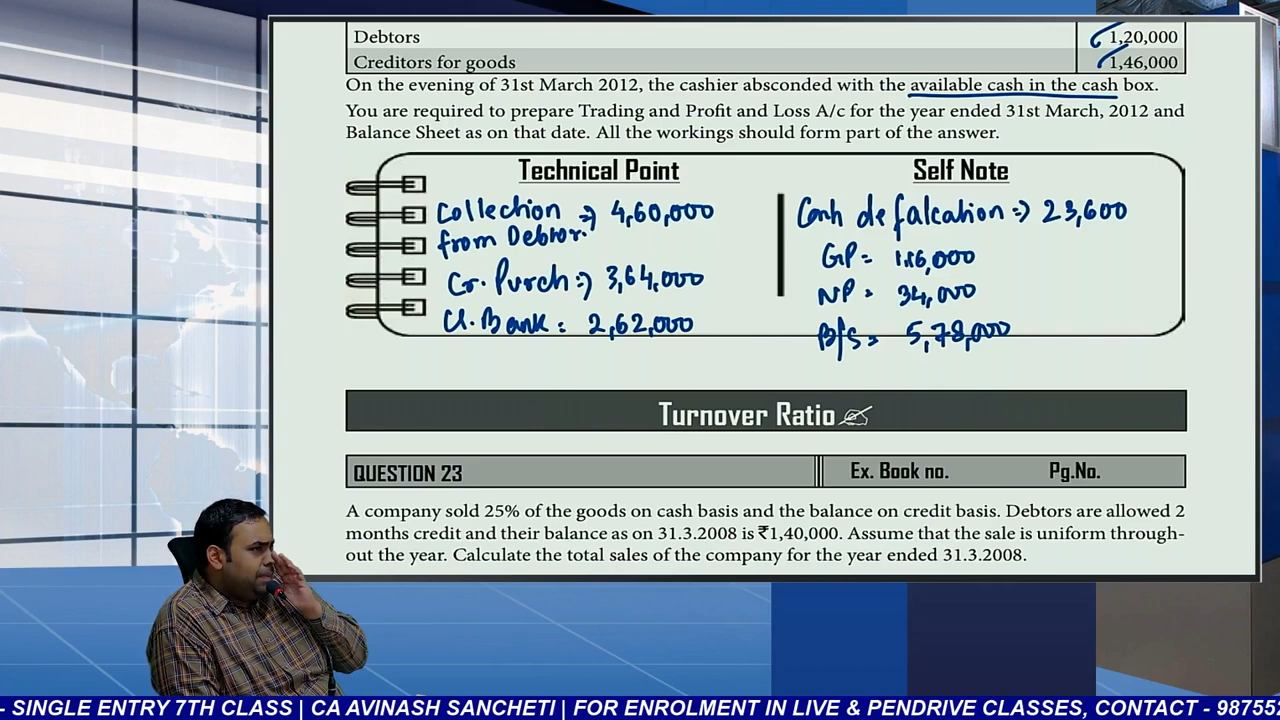 Debtors 1,20,000
Creditors for goods 1,46,000
On the evening of 31st March 2012, the cashier absconded with the available cash in the cash box.
You are required to prepare Trading and Profit and Loss A/c for the year ended 31st March, 2012 and
Balance Sheet as on that date. All the workings should form part of the answer.
Technical Point
Collection => 4,60,000
from Debtor.
Cr. Purch => 3,64,000
Cl. Bank = 2,62,000
Self Note
Cash defalcation => 23,600
GP = 1,16,000
NP = 34,000
B/S = 5,78,000
Turnover Ratio
QUESTION 23 Ex. Book no. Pg.No.
A company sold 25% of the goods on cash basis and the balance on credit basis. Debtors are allowed 2
months credit and their balance as on 31.3.2008 is ₹1,40,000. Assume that the sale is uniform through-
out the year. Calculate the total sales of the company for the year ended 31.3.2008.
- SINGLE ENTRY 7TH CLASS | CA AVINASH SANCHETI | FOR ENROLMENT IN LIVE & PENDRIVE CLASSES, CONTACT - 98755